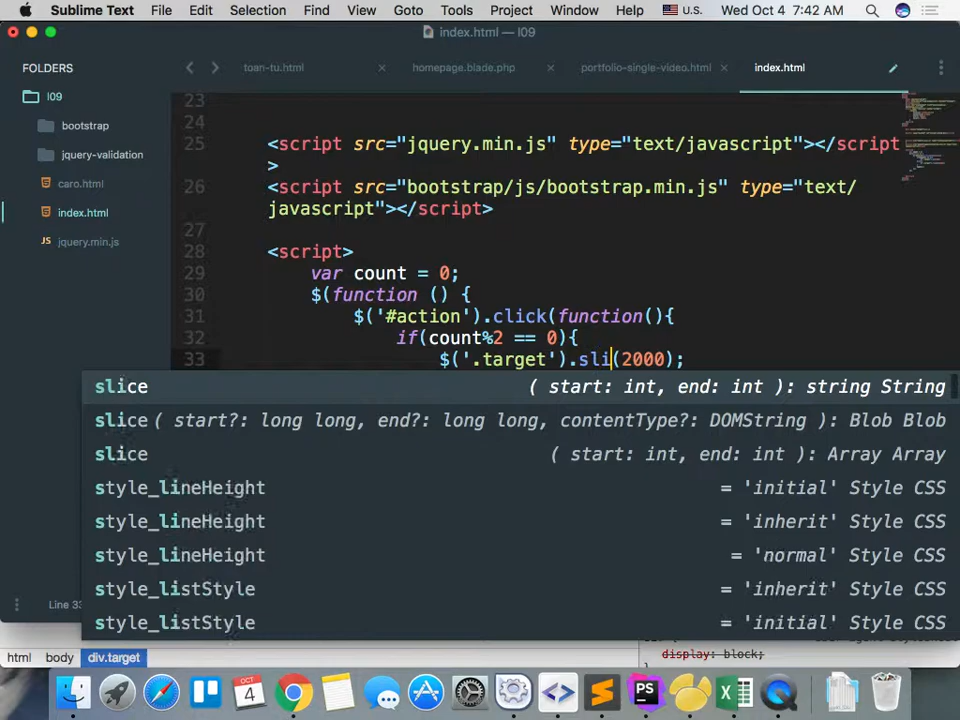 Sublime Text File Edit Selection Find View Goto Tools Project Window Help U.S. Wed Oct 4 7:42 AM
index.html — l09
FOLDERS
l09
bootstrap
jquery-validation
caro.html
index.html
jquery.min.js
toan-tu.html homepage.blade.php portfolio-single-video.html index.html
23
24
25 <script src="jquery.min.js" type="text/javascript"></script
>
26 <script src="bootstrap/js/bootstrap.min.js" type="text/
javascript"></script>
27
28 <script>
29 var count = 0;
30 $(function () {
31 $('#action').click(function(){
32 if(count%2 == 0){
33 $('.target').sli(2000);
slice ( start: int, end: int ): string String
slice ( start?: long long, end?: long long, contentType?: DOMString ): Blob Blob
slice ( start: int, end: int ): Array Array
style_lineHeight = 'initial' Style CSS
style_lineHeight = 'inherit' Style CSS
style_lineHeight = 'normal' Style CSS
style_listStyle = 'inherit' Style CSS
style_listStyle = 'initial' Style CSS
Line 33
html body div.target
display: block;
4
PS